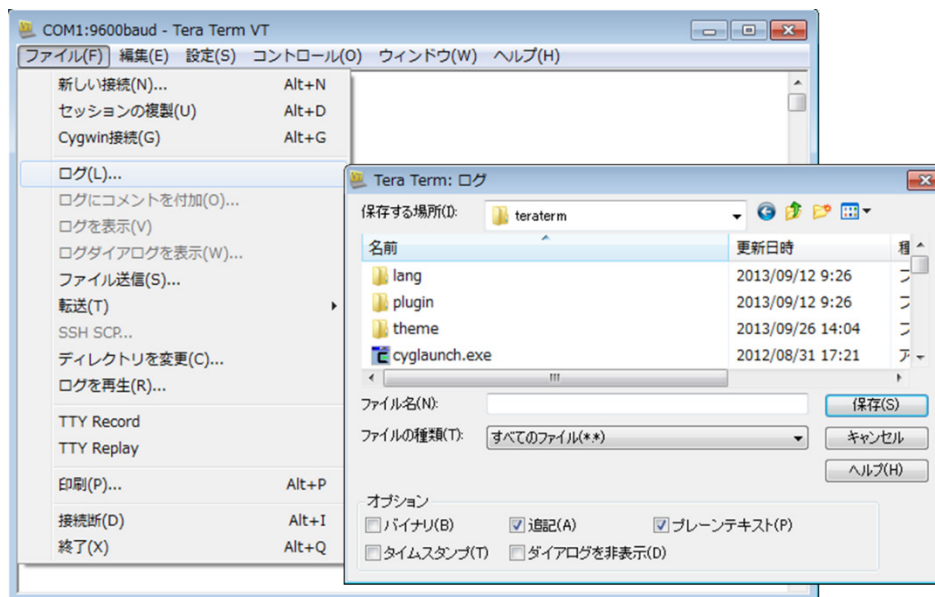 COM1:9600baud - Tera Term VT
ファイル(F) 編集(E) 設定(S) コントロール(O) ウィンドウ(W) ヘルプ(H)
新しい接続(N)... Alt+N
セッションの複製(U) Alt+D
Cygwin接続(G) Alt+G
ログ(L)...
ログにコメントを付加(O)...
ログを表示(V)
ログダイアログを表示(W)...
ファイル送信(S)...
転送(T)
SSH SCP...
ディレクトリを変更(C)...
ログを再生(R)...
TTY Record
TTY Replay
印刷(P)... Alt+P
接続断(D) Alt+I
終了(X) Alt+Q
Tera Term: ログ
保存する場所(I): teraterm
名前 更新日時 種
lang 2013/09/12 9:26 フ
plugin 2013/09/12 9:26 フ
theme 2013/09/26 14:04 フ
cyglaunch.exe 2012/08/31 17:21 ア
ファイル名(N): 保存(S)
ファイルの種類(T): すべてのファイル(*.*) キャンセル
ヘルプ(H)
オプション
バイナリ(B) 追記(A) プレーンテキスト(P)
タイムスタンプ(T) ダイアログを非表示(D)